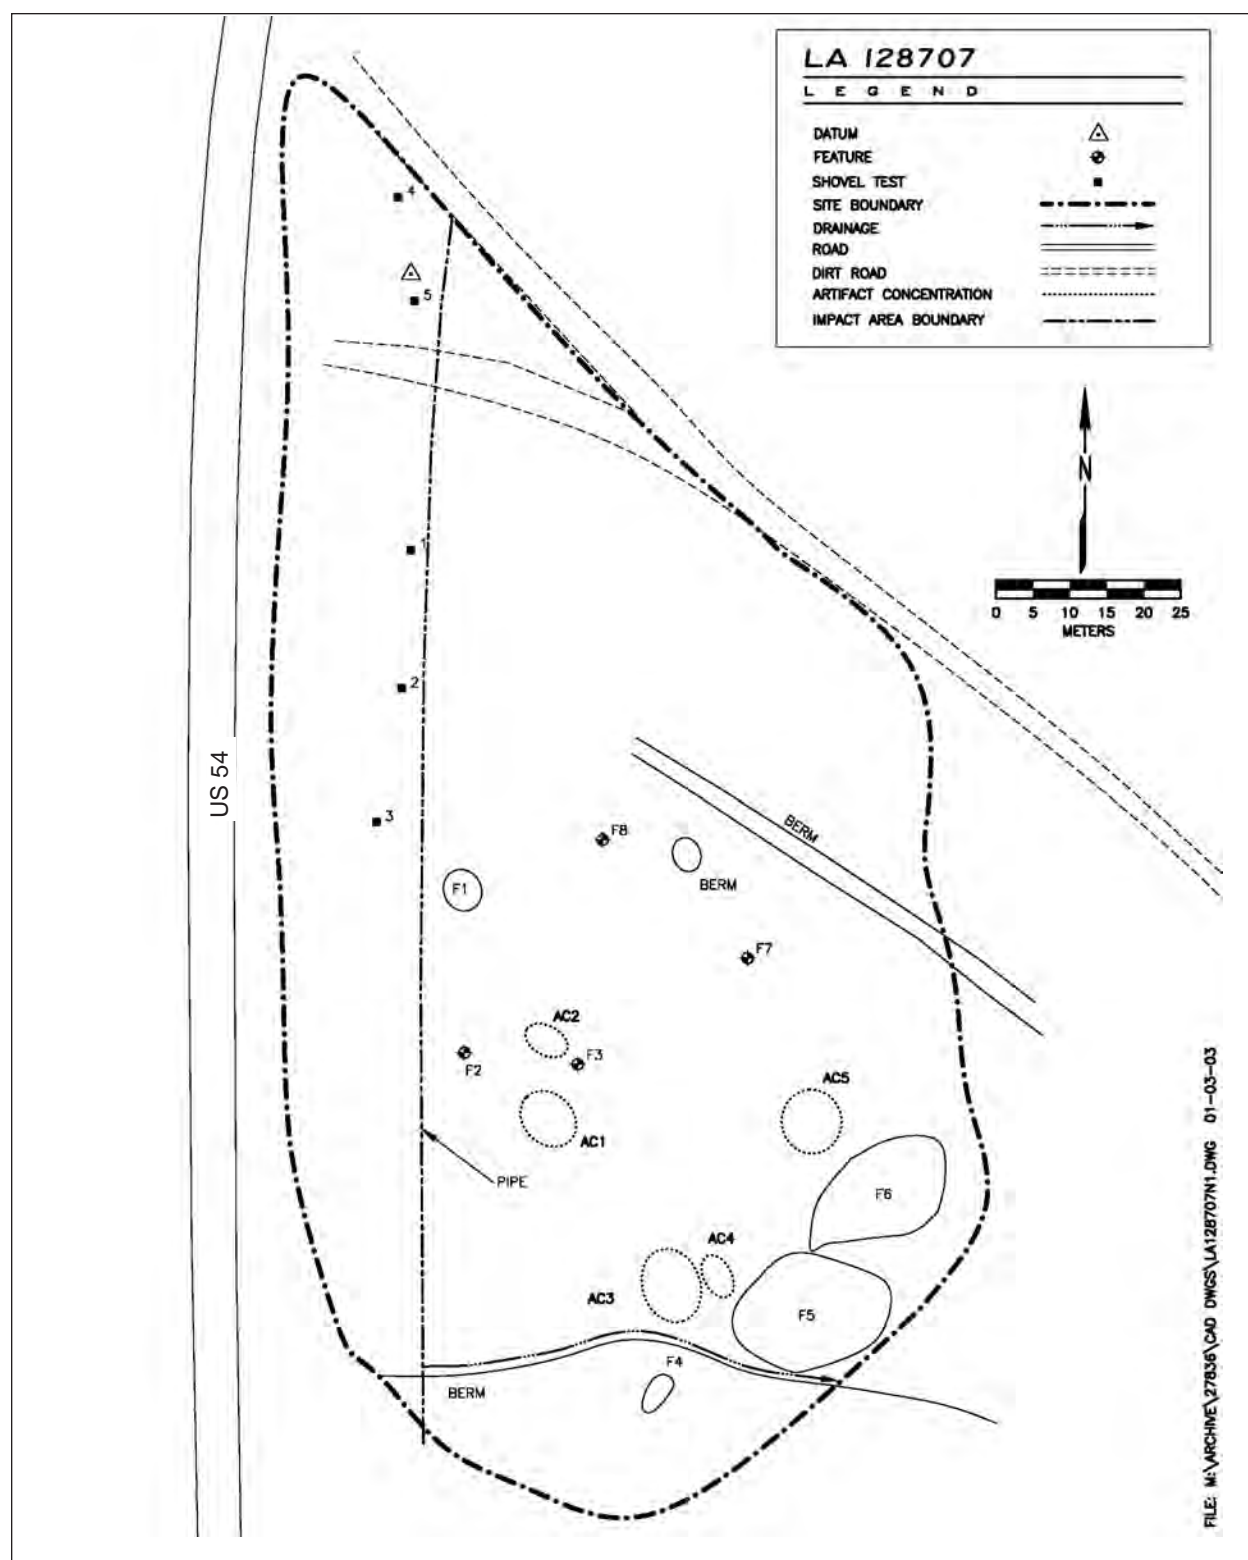 LA 128707
LEGEND
DATUM
FEATURE
SHOVEL TEST
SITE BOUNDARY
DRAINAGE
ROAD
DIRT ROAD
ARTIFACT CONCENTRATION
IMPACT AREA BOUNDARY
4
5
N
0 5 10 15 20 25
METERS
1
2
US 54
3
F8
BERM
F1
BERM
F7
AC2
F2
F3
AC5
AC1
PIPE
F6
AC4
AC3
F5
F4
BERM
FILE: M:\ARCHIVE\27836\CAD DWGS\LA128707N1.DWG 01-03-03